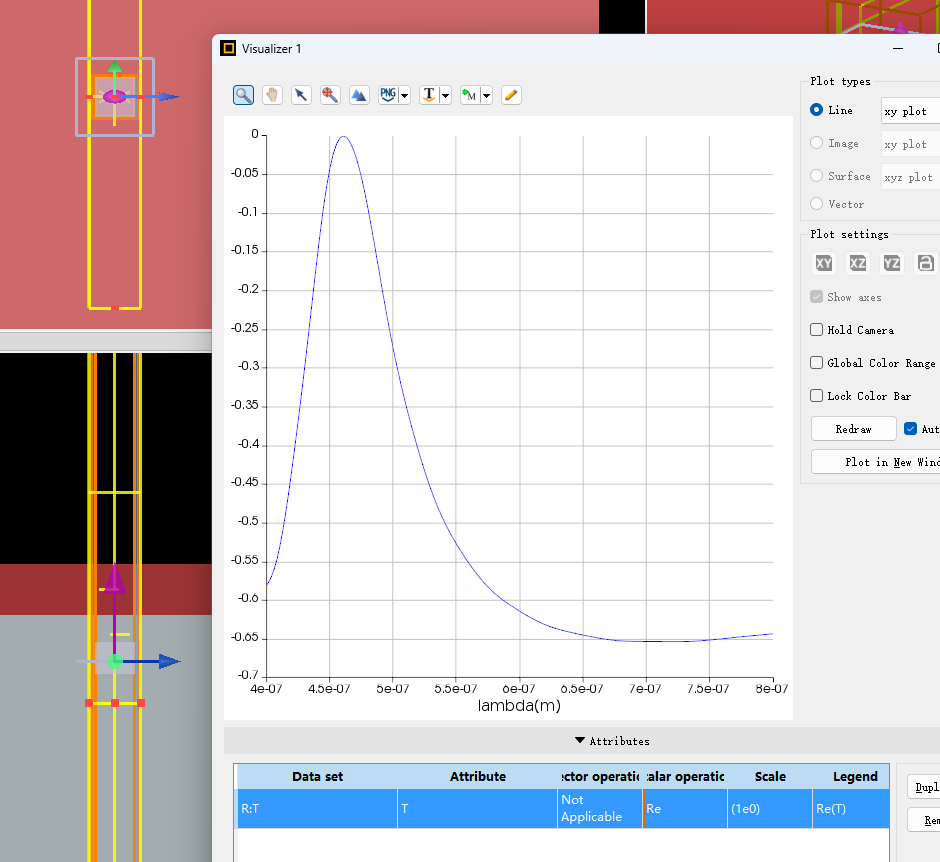 Visualizer 1
PNG
T
M
Plot types
Line
xy plot
Image
xy plot
Surface
xyz plot
Vector
Plot settings
XY
XZ
YZ
Show axes
Hold Camera
Global Color Range
Lock Color Bar
Redraw
Aut
Plot in New Wind
0
-0.05
-0.1
-0.15
-0.2
-0.25
-0.3
-0.35
-0.4
-0.45
-0.5
-0.55
-0.6
-0.65
-0.7
4e-07 4.5e-07 5e-07 5.5e-07 6e-07 6.5e-07 7e-07 7.5e-07 8e-07
lambda(m)
Attributes
Data set Attribute ector operatic calar operatic Scale Legend
R:T T Not Applicable Re (1e0) Re(T)
Dupl
Rem